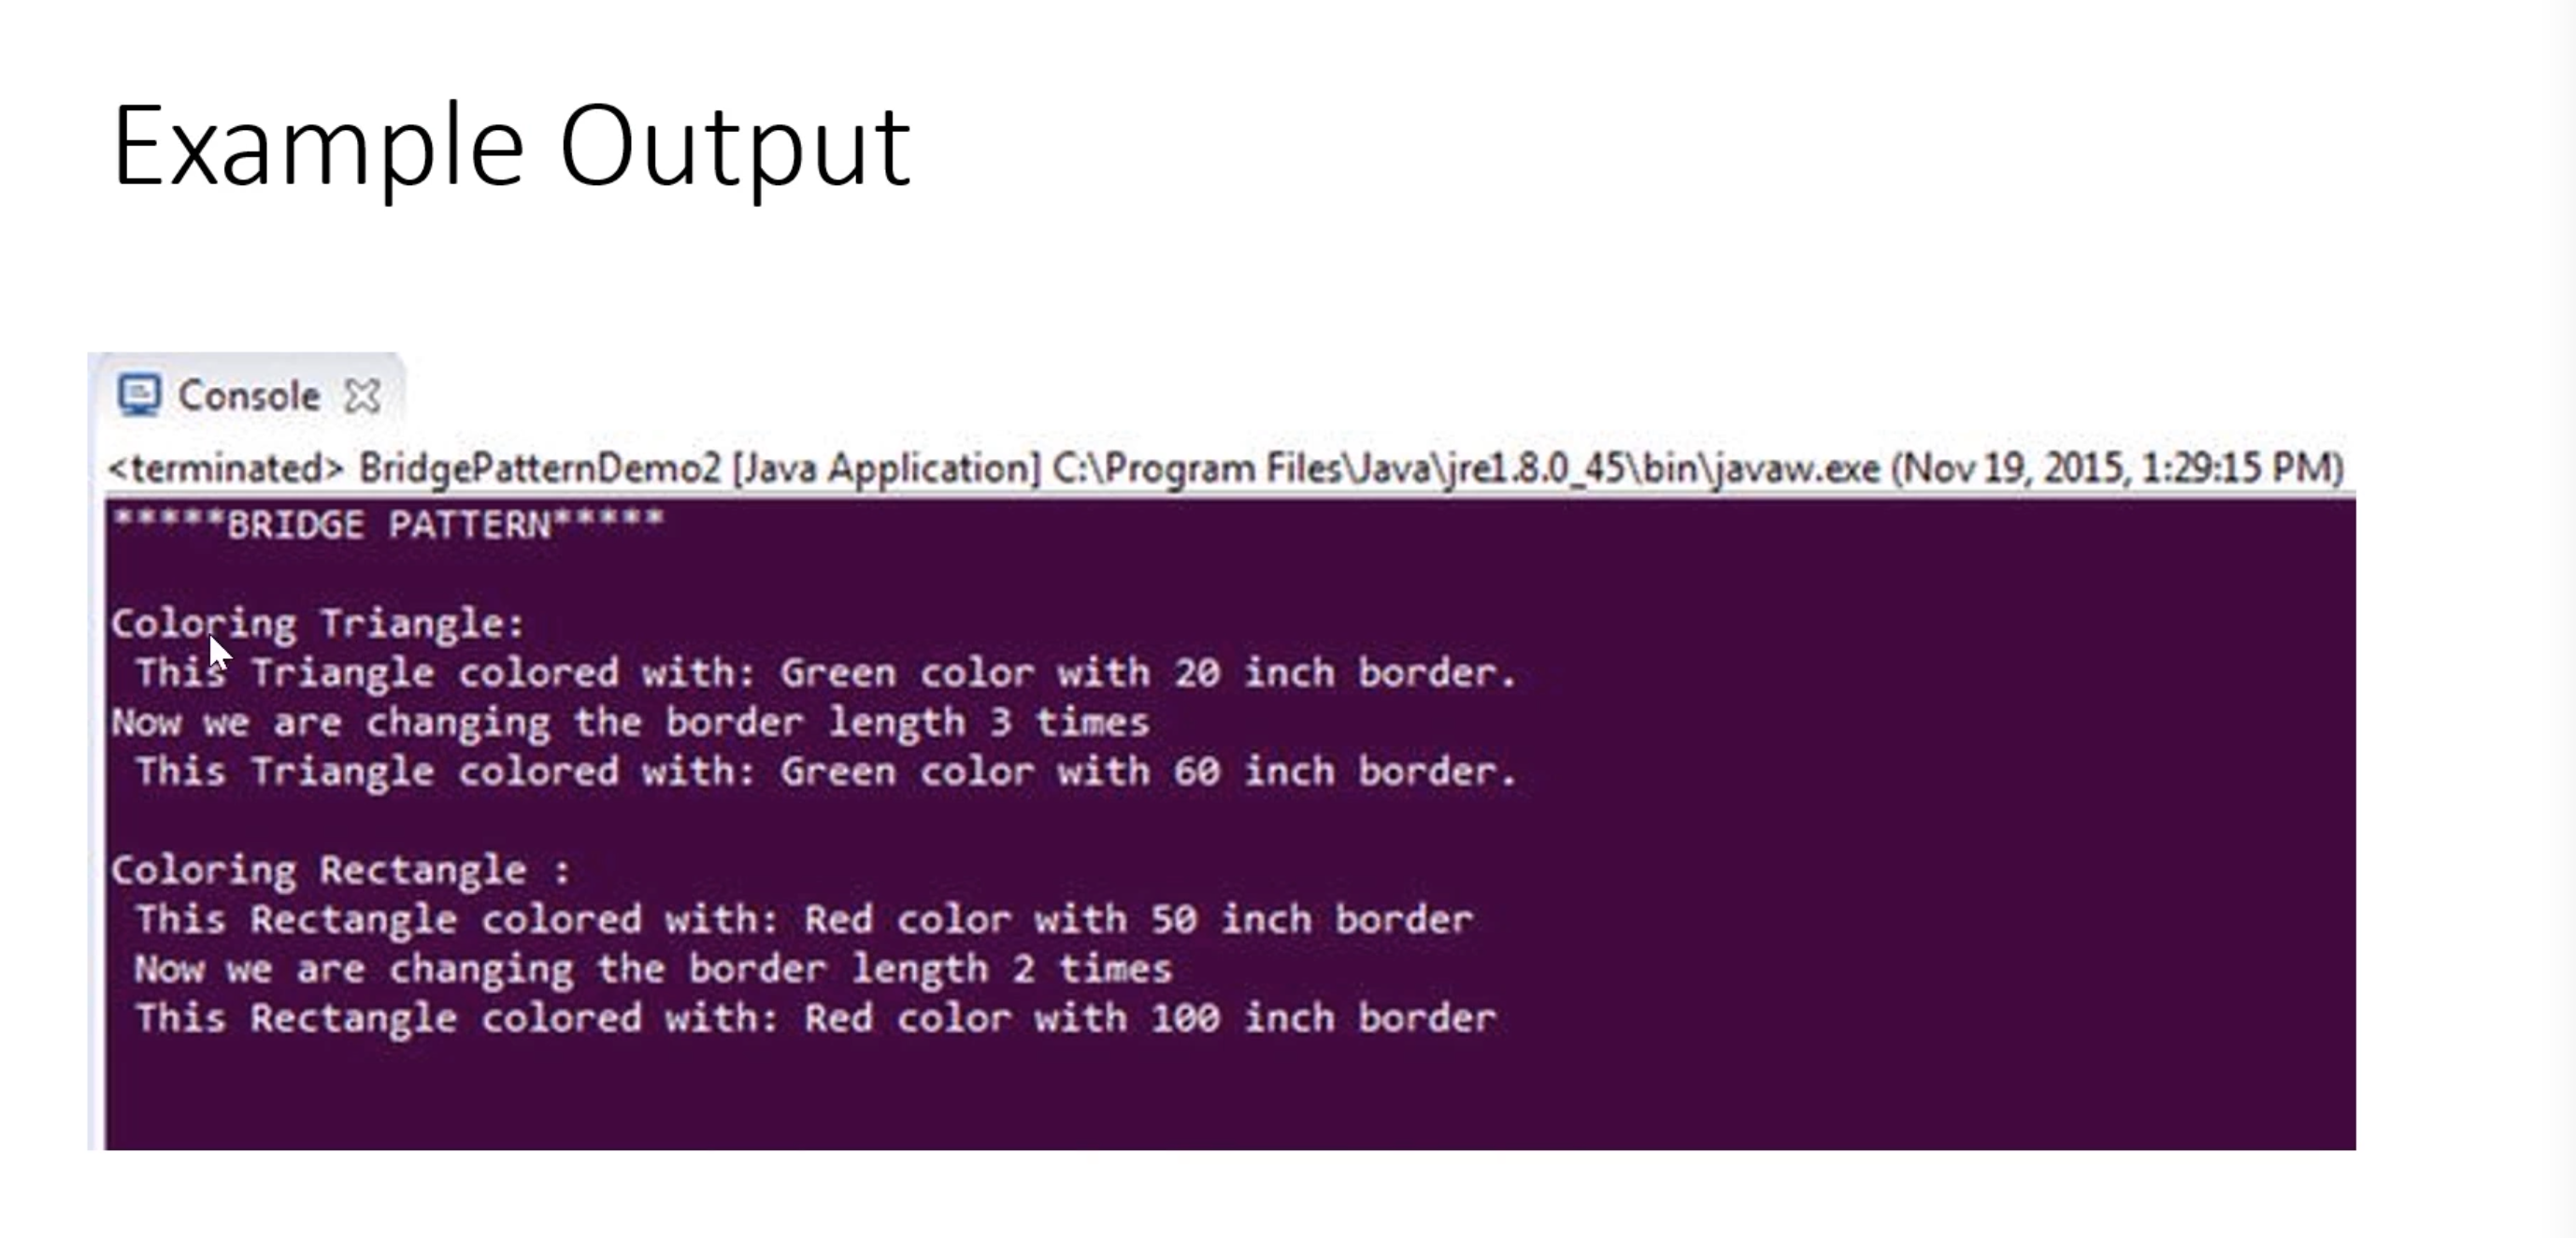 Example Output
Console
<terminated> BridgePatternDemo2 [Java Application] C:\Program Files\Java\jre1.8.0_45\bin\javaw.exe (Nov 19, 2015, 1:29:15 PM)
*****BRIDGE PATTERN*****
Coloring Triangle:
This Triangle colored with: Green color with 20 inch border.
Now we are changing the border length 3 times
This Triangle colored with: Green color with 60 inch border.
Coloring Rectangle :
This Rectangle colored with: Red color with 50 inch border
Now we are changing the border length 2 times
This Rectangle colored with: Red color with 100 inch border